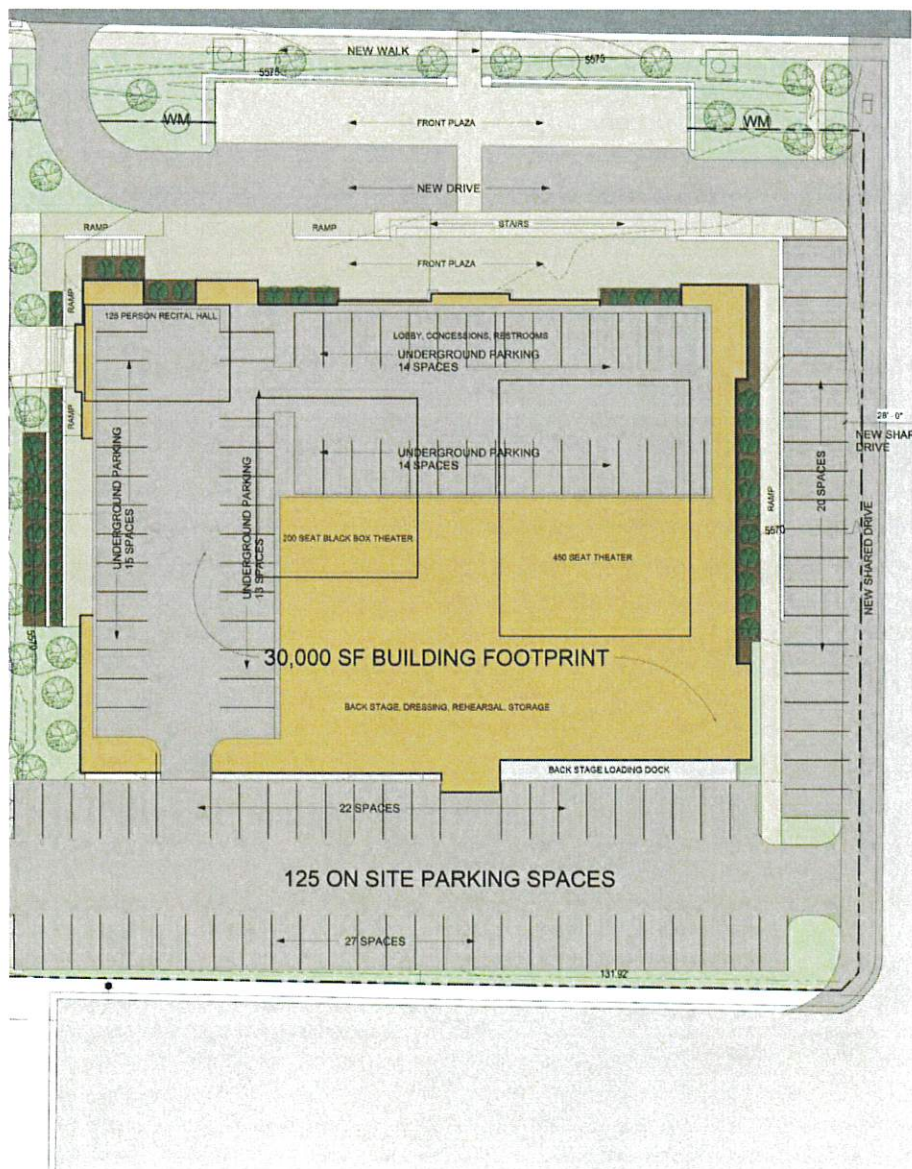 NEW WALK
5575
5575
WM
WM
FRONT PLAZA
NEW DRIVE
RAMP
RAMP
STAIRS
FRONT PLAZA
RAMP
125 PERSON RECITAL HALL
LOBBY, CONCESSIONS, RESTROOMS
UNDERGROUND PARKING
14 SPACES
RAMP
28' - 0"
NEW SHAR
DRIVE
UNDERGROUND PARKING
14 SPACES
20 SPACES
RAMP
UNDERGROUND PARKING
15 SPACES
UNDERGROUND PARKING
13 SPACES
200 SEAT BLACK BOX THEATER
450 SEAT THEATER
5570
NEW SHARED DRIVE
5570
30,000 SF BUILDING FOOTPRINT
BACK STAGE, DRESSING, REHEARSAL, STORAGE
BACK STAGE LOADING DOCK
22 SPACES
125 ON SITE PARKING SPACES
27 SPACES
131.92'